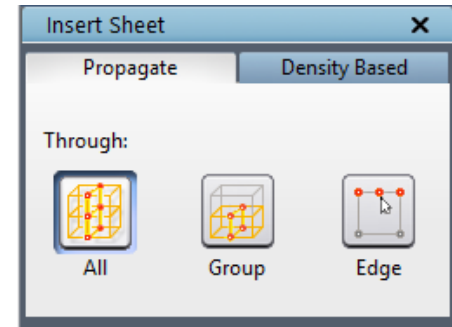 Insert Sheet
Propagate Density Based
Through:
All Group Edge